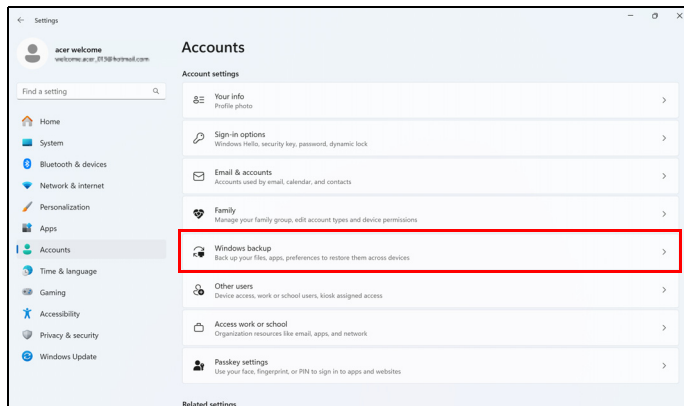 Settings
acer welcome
welcome.acer_013@hotmail.com
Find a setting
Home
System
Bluetooth & devices
Network & internet
Personalization
Apps
Accounts
Time & language
Gaming
Accessibility
Privacy & security
Windows Update
Accounts
Account settings
Your info
Profile photo
Sign-in options
Windows Hello, security key, password, dynamic lock
Email & accounts
Accounts used by email, calendar, and contacts
Family
Manage your family group, edit account types and device permissions
Windows backup
Back up your files, apps, preferences to restore them across devices
Other users
Device access, work or school users, kiosk assigned access
Access work or school
Organization resources like email, apps, and network
Passkey settings
Use your face, fingerprint, or PIN to sign in to apps and websites
Related settings